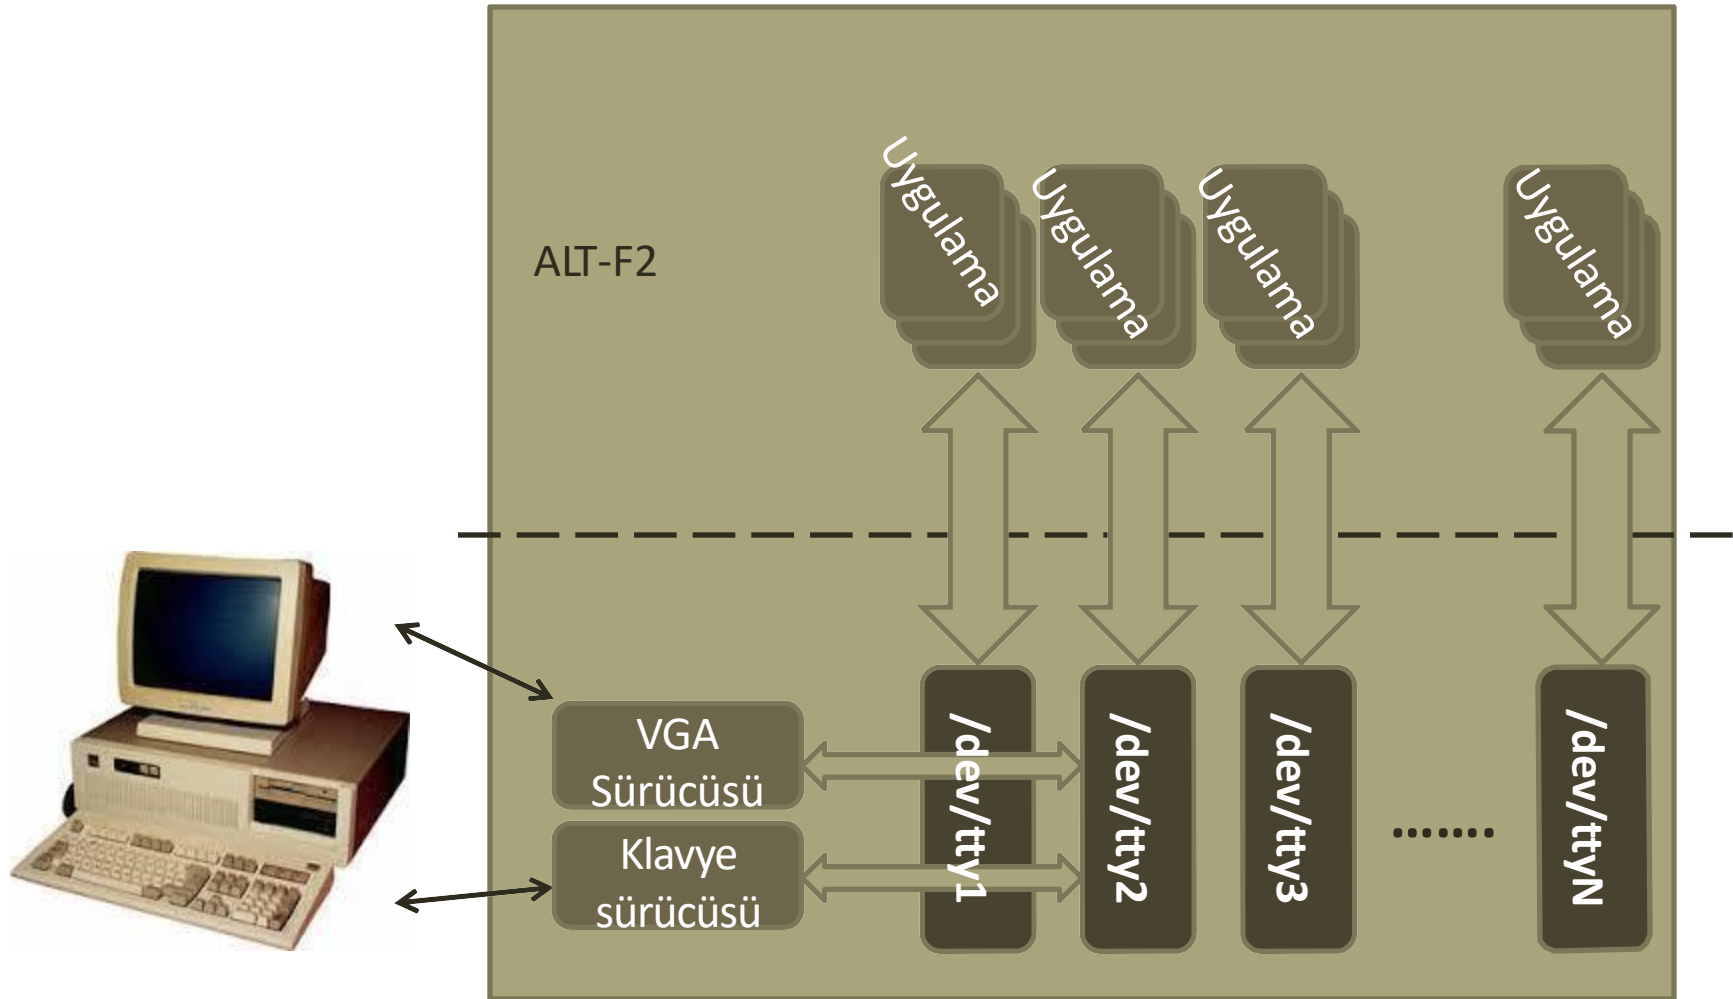 ALT-F2
Uygulama
Uygulama
Uygulama
Uygulama
VGA
Sürücüsü
Klavye
sürücüsü
/dev/tty1
/dev/tty2
/dev/tty3
.......
/dev/ttyN